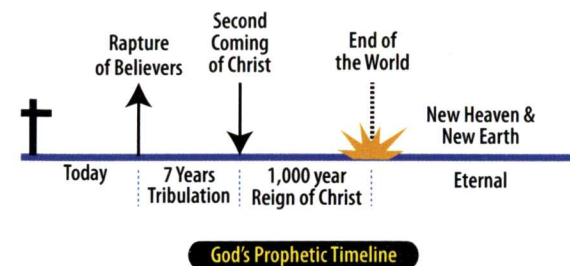 Rapture
of Believers
Second
Coming
of Christ
End of
the World
New Heaven &
New Earth
Today
7 Years
Tribulation
1,000 year
Reign of Christ
Eternal
God's Prophetic Timeline